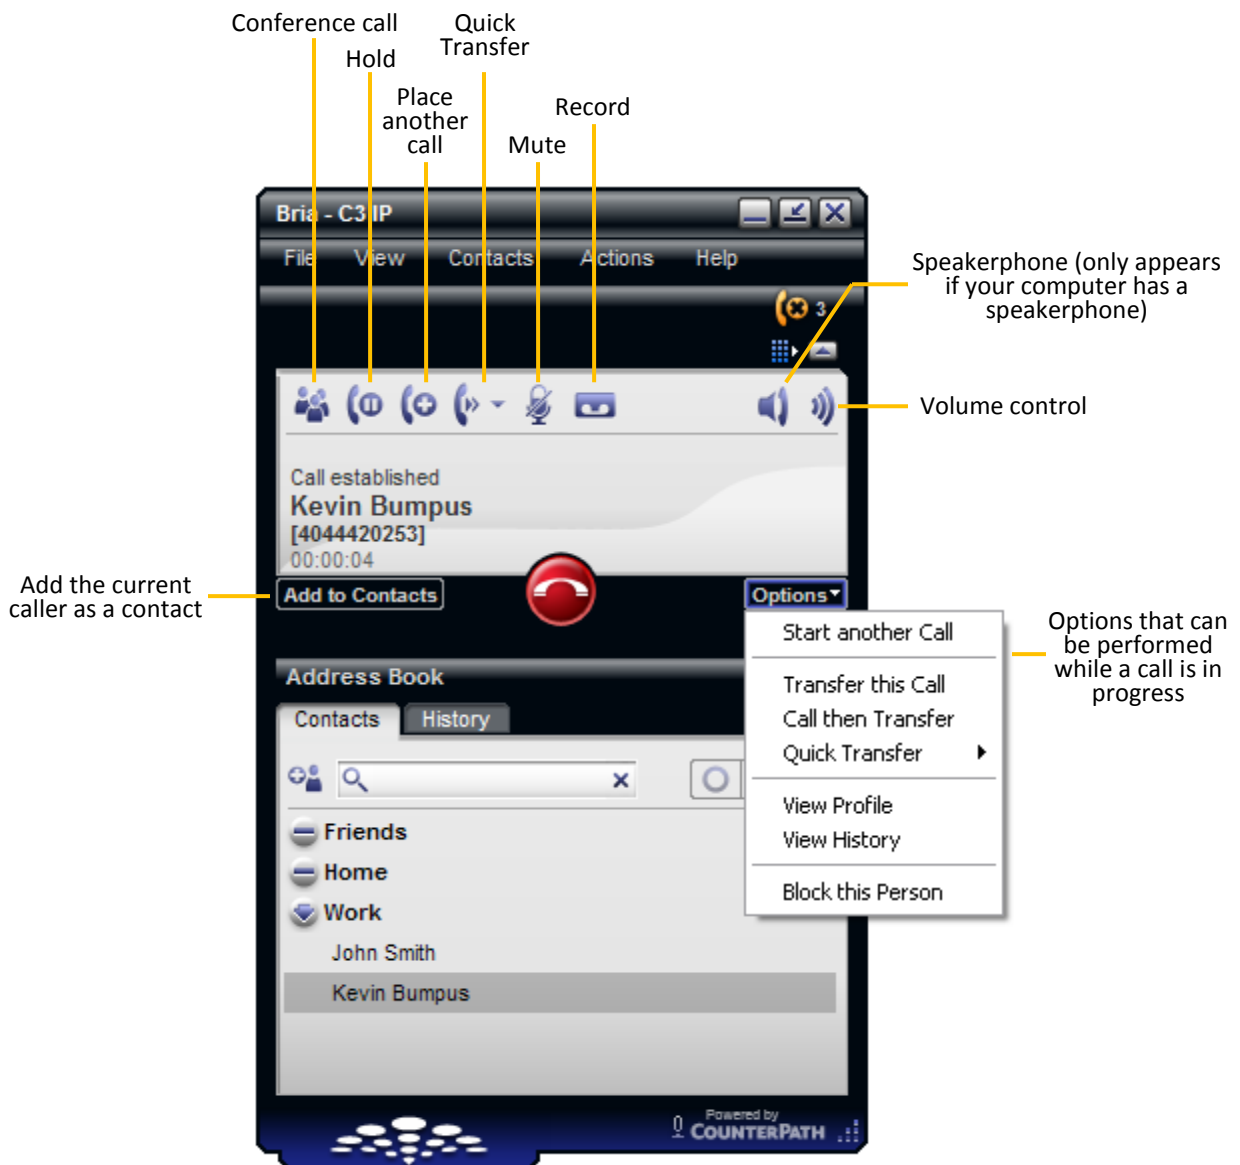 Conference call
Quick
Transfer
Hold
Place
another
call
Record
Mute
Bria - C3 IP
File View Contacts Actions Help
Speakerphone (only appears
if your computer has a
speakerphone)
3
Volume control
Call established
Kevin Bumpus
[4044420253]
00:00:04
Add the current
caller as a contact
Add to Contacts
Options
Start another Call
Transfer this Call
Call then Transfer
Quick Transfer
View Profile
View History
Block this Person
Options that can
be performed
while a call is in
progress
Address Book
Contacts History
Friends
Home
Work
John Smith
Kevin Bumpus
Powered by
COUNTERPATH